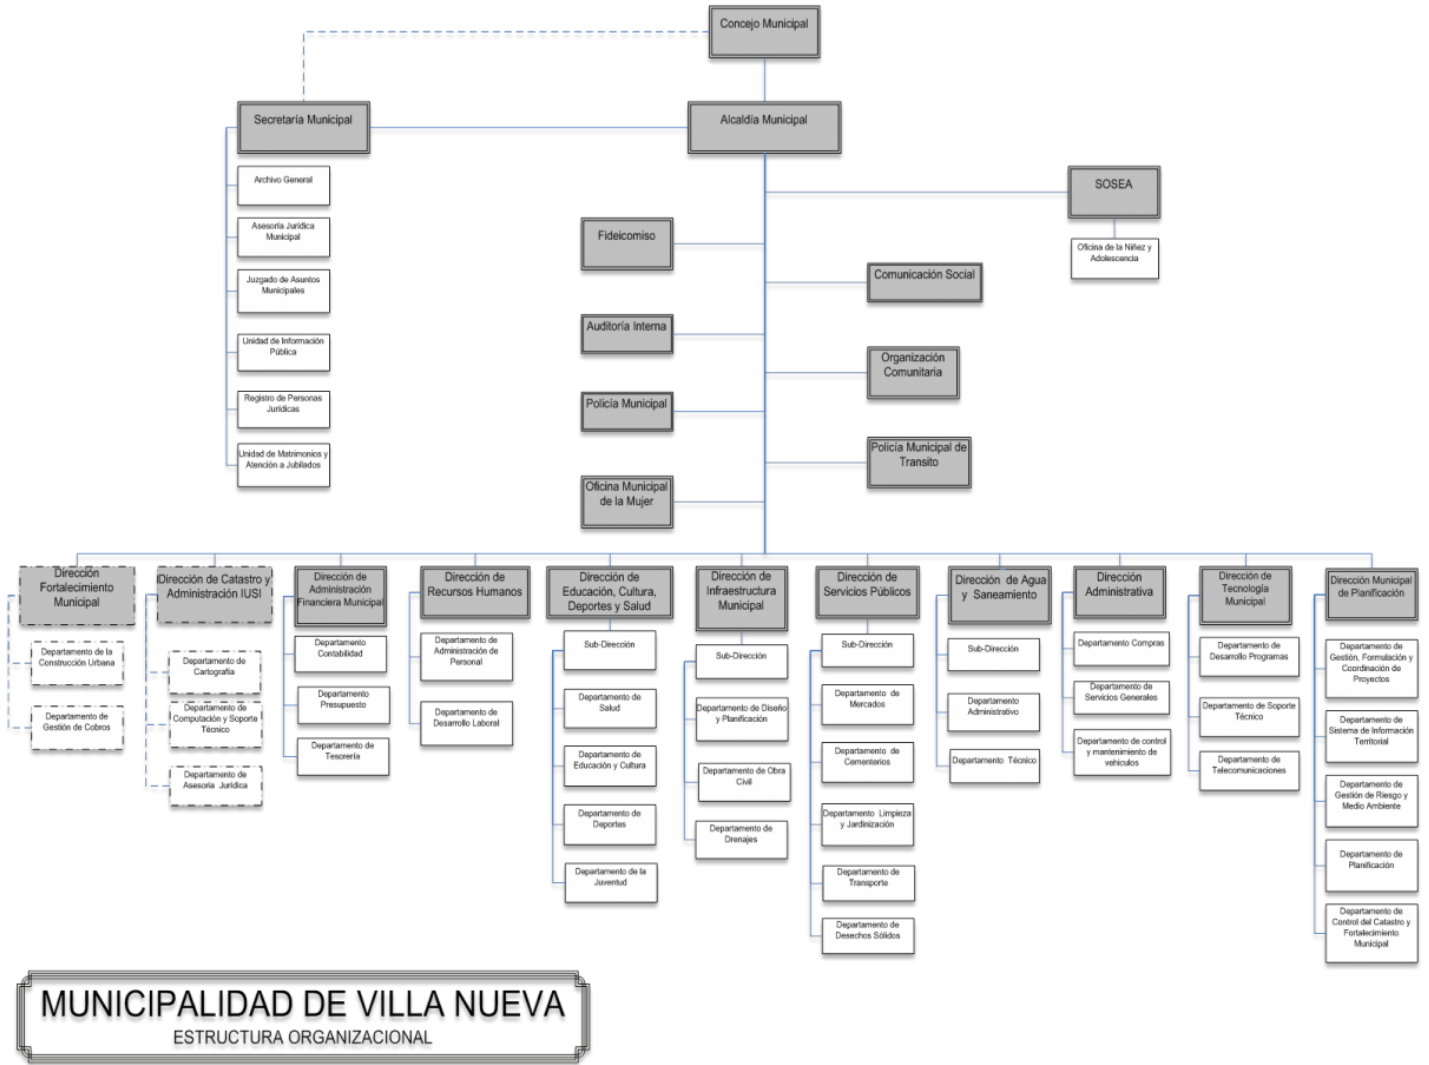 Concejo Municipal
Secretaría Municipal
Alcaldía Municipal
Archivo General
Asesoría Jurídica
Municipal
Juzgado de Asuntos
Municipales
Unidad de Información
Pública
Registro de Personas
Jurídicas
Unidad de Matrimonios y
Atención a Jubilados
SOSEA
Oficina de la Niñez y
Adolescencia
Fideicomiso
Comunicación Social
Auditoría Interna
Organización
Comunitaria
Policía Municipal
Policía Municipal de
Transito
Oficina Municipal
de la Mujer
Dirección
Fortalecimiento
Municipal
Departamento de la
Construcción Urbana
Departamento de
Gestión de Cobros
Dirección de Catastro y
Administración IUSI
Departamento de
Cartografía
Departamento de
Computación y Soporte
Técnico
Departamento de
Asesoria Jurídica
Dirección de
Administración
Financiera Municipal
Departamento
Contabilidad
Departamento
Presupuesto
Departamento de
Tesorería
Dirección de
Recursos Humanos
Departamento de
Administración de
Personal
Departamento de
Desarrollo Laboral
Dirección de
Educación, Cultura,
Deportes y Salud
Sub-Dirección
Departamento de
Salud
Departamento de
Educación y Cultura
Departamento de
Deportes
Departamento de la
Juventud
Dirección de
Infraestructura
Municipal
Sub-Dirección
Departamento de Diseño
y Planificación
Departamento de Obra
Civil
Departamento de
Drenajes
Dirección de
Servicios Públicos
Sub-Dirección
Departamento de
Mercados
Departamento de
Cementerios
Departamento Limpieza
y Jardinización
Departamento de
Transporte
Departamento de
Desechos Sólidos
Dirección de Agua
y Saneamiento
Sub-Dirección
Departamento
Administrativo
Departamento Técnico
Dirección
Administrativa
Departamento Compras
Departamento de
Servicios Generales
Departamento de control
y mantenimiento de
vehículos
Dirección de
Tecnología
Municipal
Departamento de
Desarrollo Programas
Departamento de Soporte
Técnico
Departamento de
Telecomunicaciones
Dirección Municipal
de Planificación
Departamento de
Gestión, Formulación y
Coordinación de
Proyectos
Departamento de
Sistema de Información
Territorial
Departamento de
Gestión de Riesgo y
Medio Ambiente
Departamento de
Planificación
Departamento de
Control del Catastro y
Fortalecimiento
Municipal
MUNICIPALIDAD DE VILLA NUEVA
ESTRUCTURA ORGANIZACIONAL